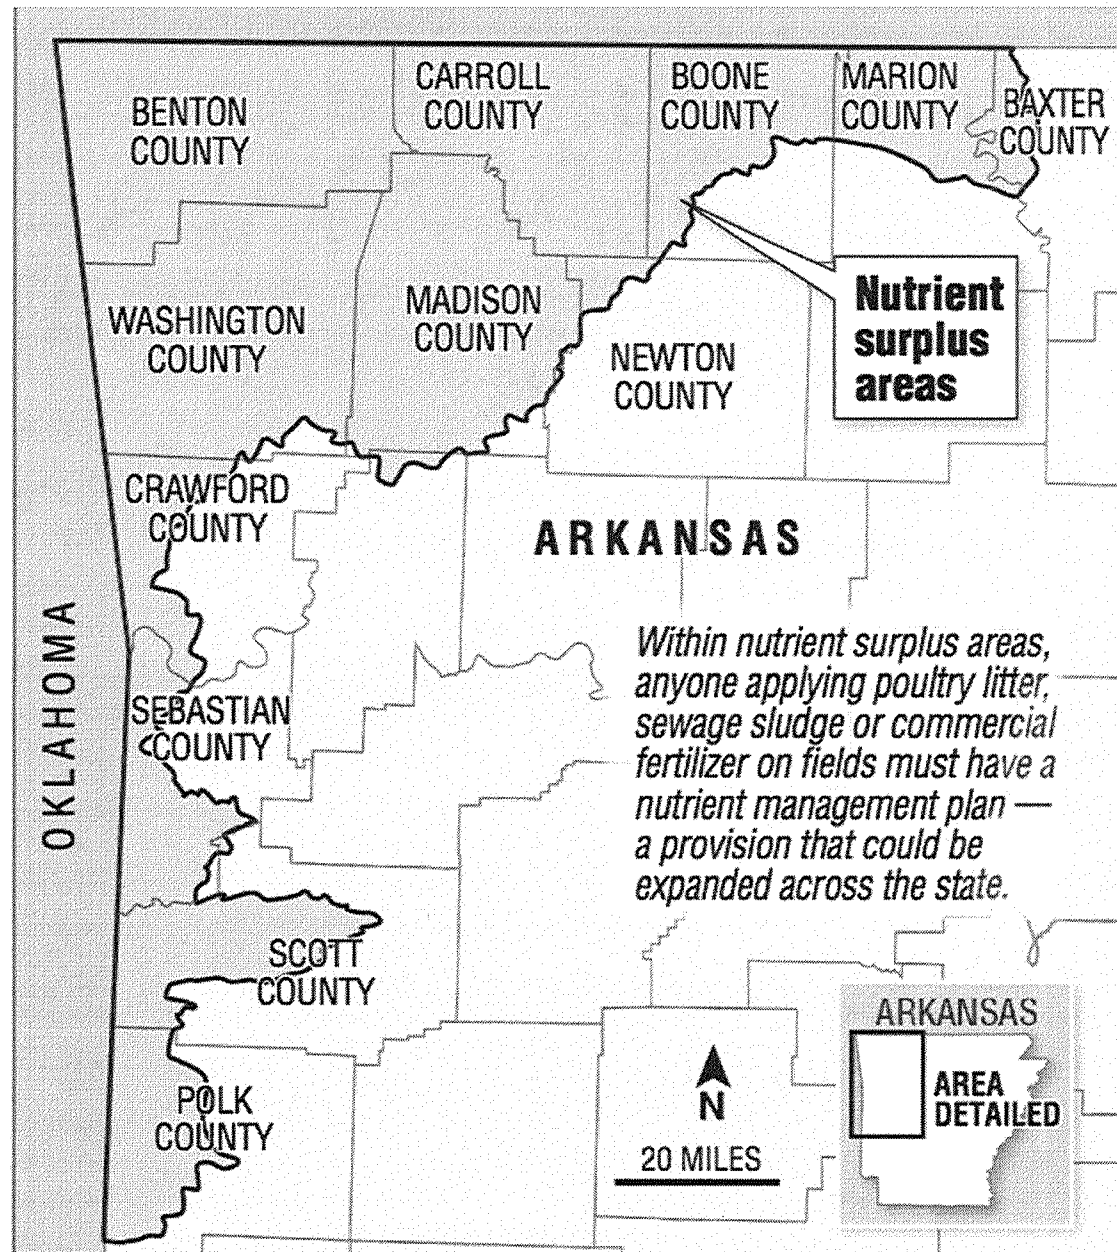 BENTON
COUNTY
CARROLL
COUNTY
BOONE
COUNTY
MARION
COUNTY
BAXTER
COUNTY
WASHINGTON
COUNTY
MADISON
COUNTY
NEWTON
COUNTY
Nutrient
surplus
areas
CRAWFORD
COUNTY
ARKANSAS
OKLAHOMA
Within nutrient surplus areas,
anyone applying poultry litter,
sewage sludge or commercial
fertilizer on fields must have a
nutrient management plan —
a provision that could be
expanded across the state.
SEBASTIAN
COUNTY
SCOTT
COUNTY
POLK
COUNTY
N
20 MILES
ARKANSAS
AREA
DETAILED